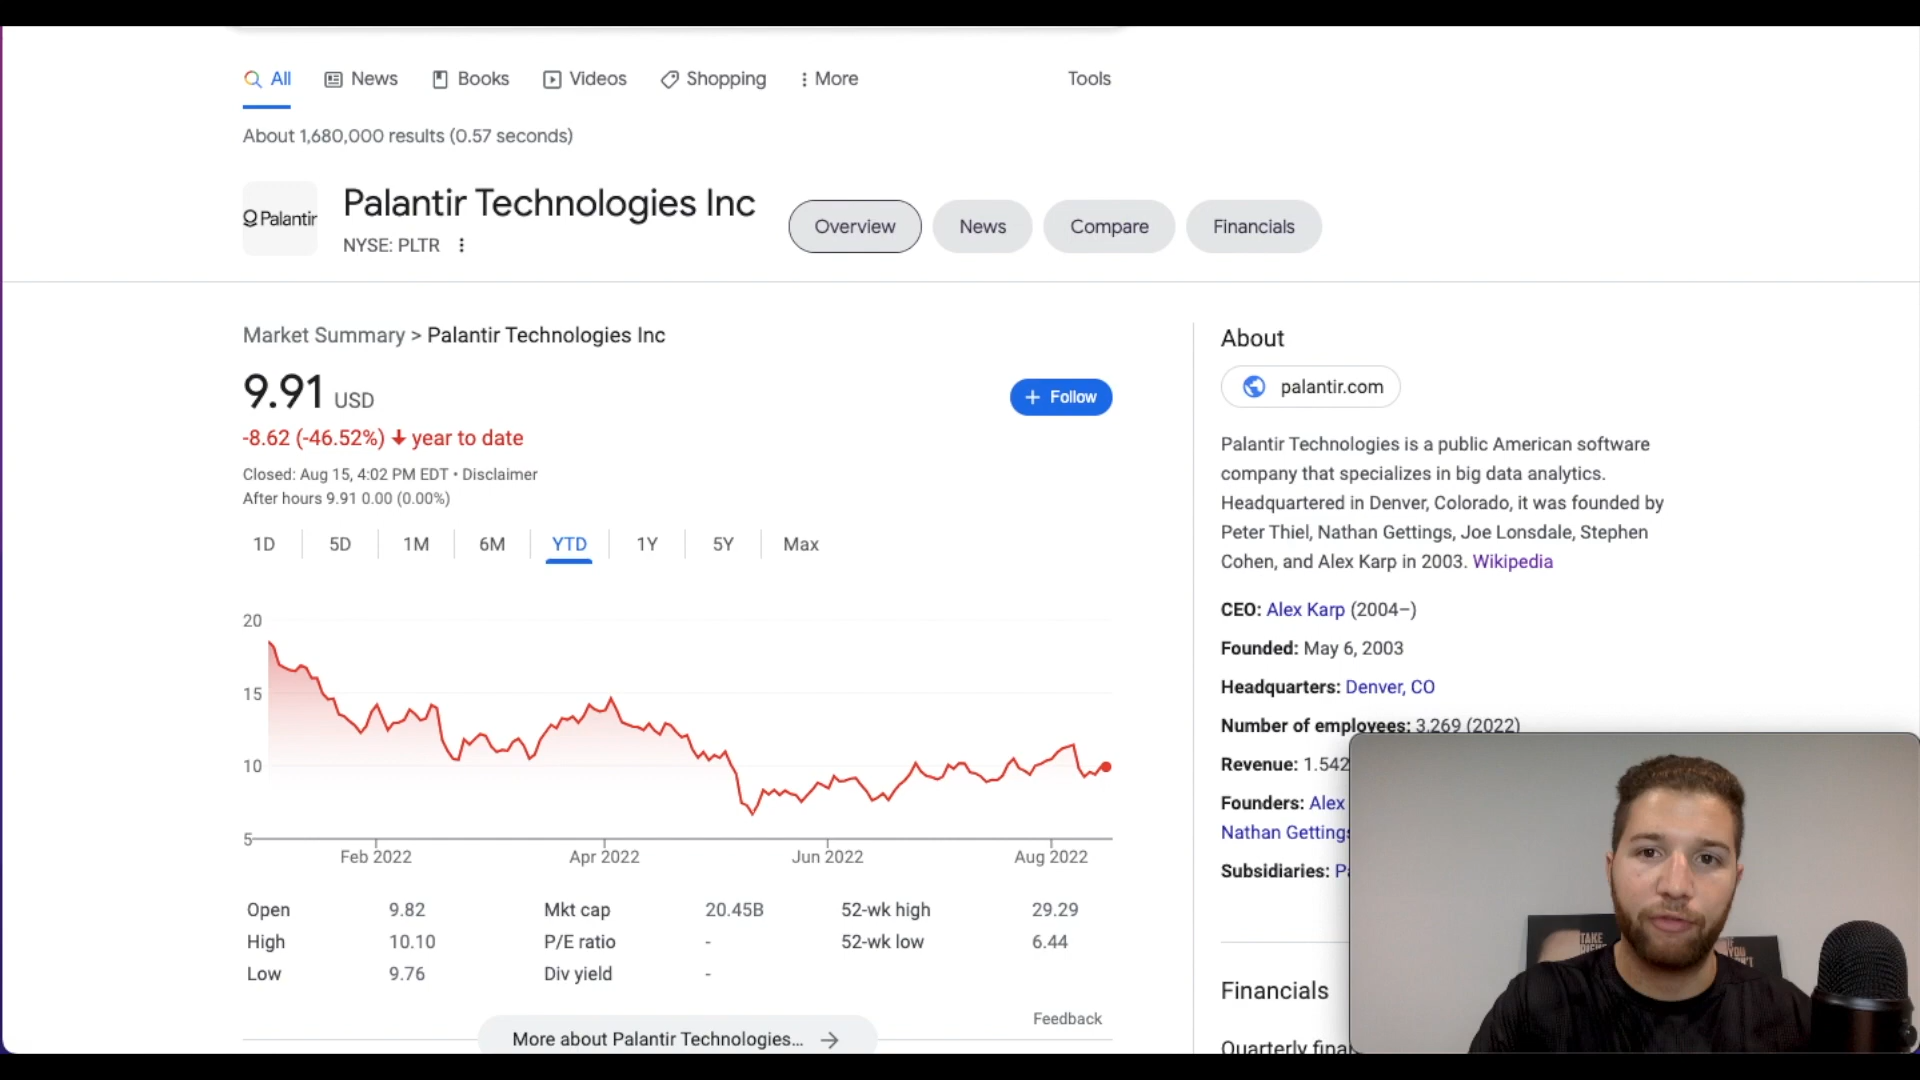 All News Books Videos Shopping More Tools
About 1,680,000 results (0.57 seconds)
Palantir
Palantir Technologies Inc
NYSE: PLTR
Overview News Compare Financials
Market Summary > Palantir Technologies Inc
9.91 USD
+ Follow
-8.62 (-46.52%) year to date
Closed: Aug 15, 4:02 PM EDT • Disclaimer
After hours 9.91 0.00 (0.00%)
1D 5D 1M 6M YTD 1Y 5Y Max
20
15
10
5
Feb 2022 Apr 2022 Jun 2022 Aug 2022
Open 9.82 Mkt cap 20.45B 52-wk high 29.29
High 10.10 P/E ratio - 52-wk low 6.44
Low 9.76 Div yield -
Feedback
More about Palantir Technologies...
About
palantir.com
Palantir Technologies is a public American software
company that specializes in big data analytics.
Headquartered in Denver, Colorado, it was founded by
Peter Thiel, Nathan Gettings, Joe Lonsdale, Stephen
Cohen, and Alex Karp in 2003. Wikipedia
CEO: Alex Karp (2004–)
Founded: May 6, 2003
Headquarters: Denver, CO
Number of employees: 3,269 (2022)
Revenue: 1.542
Founders: Alex
Nathan Gettings
Subsidiaries:
Financials
Quarterly
TAKE
YOU